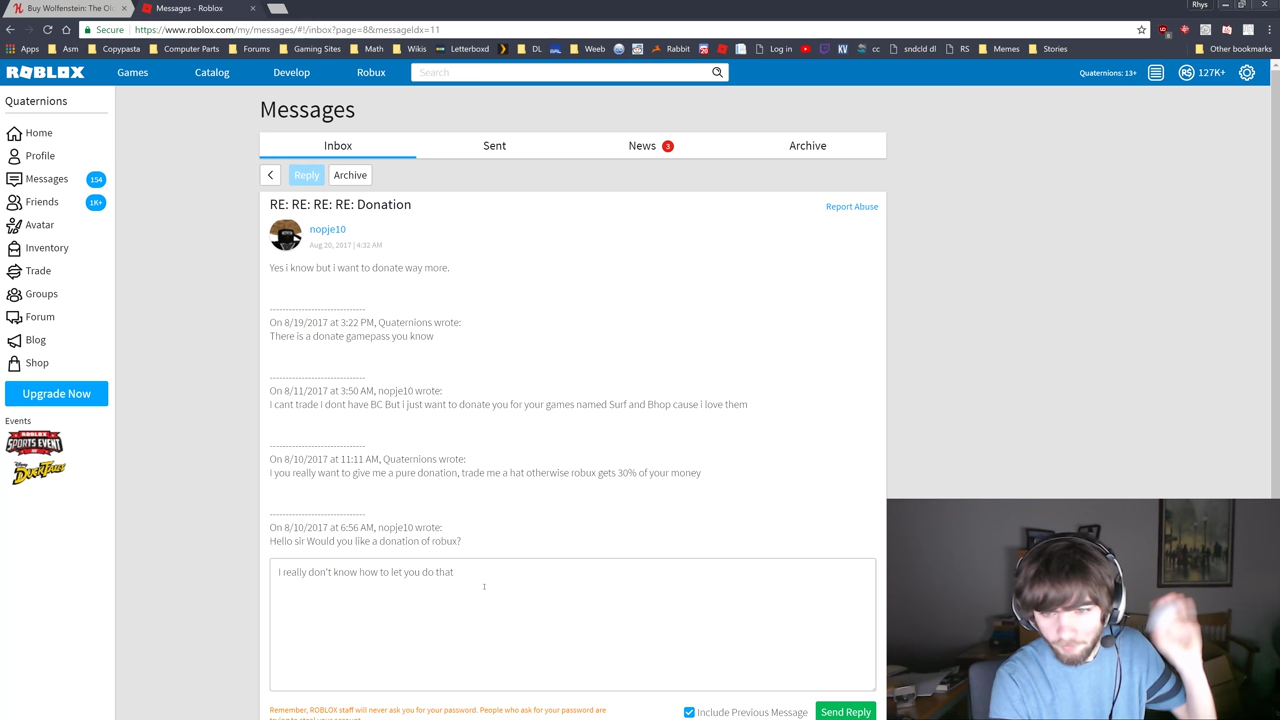 Buy Wolfenstein: The Old
Messages - Roblox
Rhys
Secure
https://www.roblox.com/my/messages/#!/inbox?page=8&messageIdx=11
Apps
Asm
Copypasta
Computer Parts
Forums
Gaming Sites
Math
Wikis
Letterboxd
DL
Weeb
Rabbit
Log in
KV
cc
sndcld dl
RS
Memes
Stories
Other bookmarks
ROBLOX
Games
Catalog
Develop
Robux
Search
Quaternions: 13+
R$
127K+
Quaternions
Home
Profile
Messages
154
Friends
1K+
Avatar
Inventory
Trade
Groups
Forum
Blog
Shop
Upgrade Now
Events
ROBLOX
SPORTS EVENT
DUCKTALES
Messages
Inbox
Sent
News
3
Archive
Reply
Archive
RE: RE: RE: RE: Donation
Report Abuse
nopje10
Aug 20, 2017 | 4:32 AM
Yes i know but i want to donate way more.
------------------------------
On 8/19/2017 at 3:22 PM, Quaternions wrote:
There is a donate gamepass you know
------------------------------
On 8/11/2017 at 3:50 AM, nopje10 wrote:
I cant trade I dont have BC But i just want to donate you for your games named Surf and Bhop cause i love them
------------------------------
On 8/10/2017 at 11:11 AM, Quaternions wrote:
I you really want to give me a pure donation, trade me a hat otherwise robux gets 30% of your money
------------------------------
On 8/10/2017 at 6:56 AM, nopje10 wrote:
Hello sir Would you like a donation of robux?
i really don't know how to let you do that
Remember, ROBLOX staff will never ask you for your password. People who ask for your password are
trying to steal your account.
Include Previous Message
Send Reply